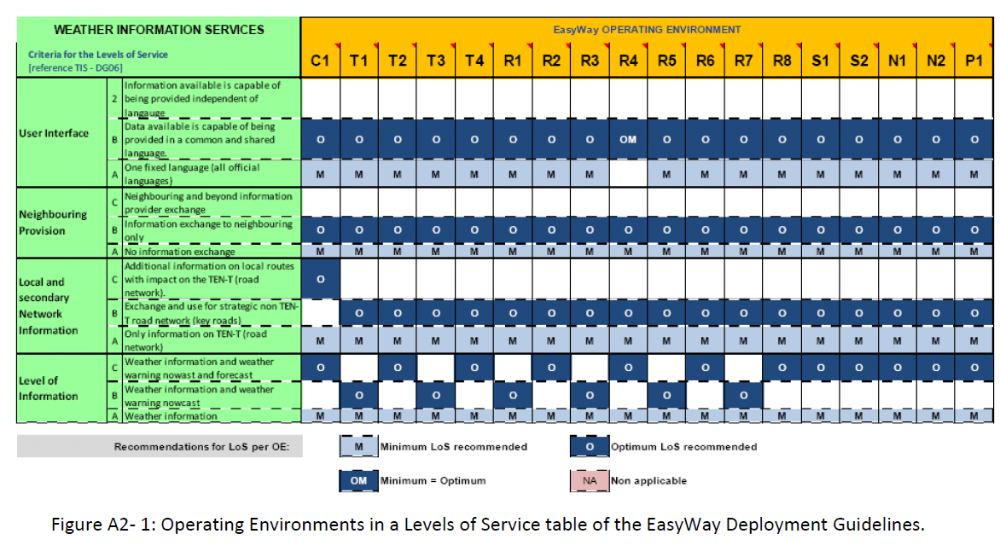 WEATHER INFORMATION SERVICES
EasyWay OPERATING ENVIRONMENT
Criteria for the Levels of Service
[reference TIS - DG06]
C1 T1 T2 T3 T4 R1 R2 R3 R4 R5 R6 R7 R8 S1 S2 N1 N2 P1
User Interface
2 Information available is capable of
being provided independent of
langauge
B Data available is capable of being
provided in a common and shared
language.
O O O O O O O O OM O O O O O O O O O
A One fixed language (all official
languages)
M M M M M M M M M M M M M M M M M
Neighbouring
Provision
C Neighbouring and beyond information
provider exchange
B Information exchange to neighbouring
only
O O O O O O O O O O O O O O O O O O
A No information exchange
M M M M M M M M M M M M M M M M M M
Local and
secondary
Network
Information
C Additional information on local routes
with impact on the TEN-T (road
network).
O
B Exchange and use for strategic non TEN-
T road network (key roads)
O O O O O O O O O O O O O O O O O
A Only information on TEN-T (road
network)
M M M M M M M M M M M M M M M M M M
Level of
Information
C Weather information and weather
warning nowast and forecast
O O O O O O O O O O O O
B Weather information and weather
warning nowcast
O O O O O O
A Weather information
M M M M M M M M M M M M M M M M M M
Recommendations for LoS per OE:
M Minimum LoS recommended
O Optimum LoS recommended
OM Minimum = Optimum
NA Non applicable
Figure A2- 1: Operating Environments in a Levels of Service table of the EasyWay Deployment Guidelines.